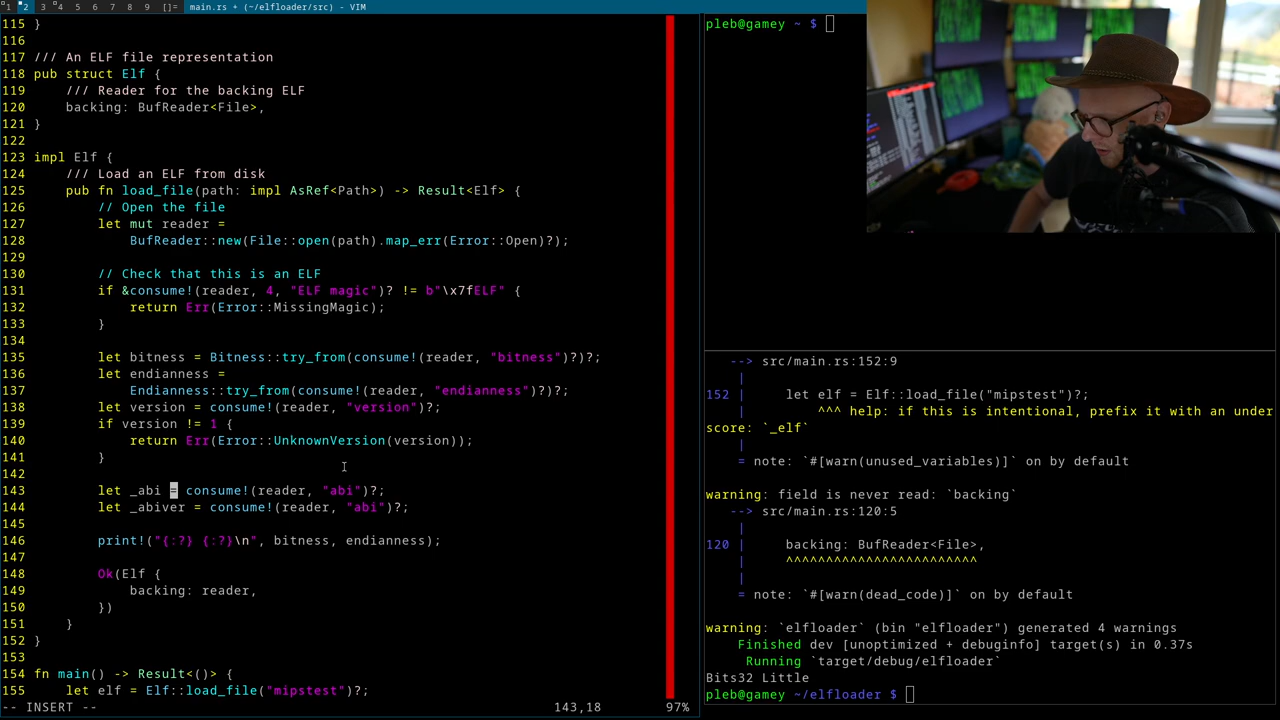 1 2 3 4 5 6 7 8 9 []= main.rs + (~/elfloader/src) - VIM
115 }
116
117 /// An ELF file representation
118 pub struct Elf {
119     /// Reader for the backing ELF
120     backing: BufReader<File>,
121 }
122
123 impl Elf {
124     /// Load an ELF from disk
125     pub fn load_file(path: impl AsRef<Path>) -> Result<Elf> {
126         // Open the file
127         let mut reader =
128             BufReader::new(File::open(path).map_err(Error::Open)?);
129
130         // Check that this is an ELF
131         if &consume!(reader, 4, "ELF magic")? != b"\x7fELF" {
132             return Err(Error::MissingMagic);
133         }
134
135         let bitness = Bitness::try_from(consume!(reader, "bitness")?)?;
136         let endianness =
137             Endianness::try_from(consume!(reader, "endianness")?)?;
138         let version = consume!(reader, "version")?;
139         if version != 1 {
140             return Err(Error::UnknownVersion(version));
141         }
142
143         let _abi = consume!(reader, "abi")?;
144         let _abiver = consume!(reader, "abi")?;
145
146         print!("{:?} {:?}\n", bitness, endianness);
147
148         Ok(Elf {
149             backing: reader,
150         })
151     }
152 }
153
154 fn main() -> Result<()> {
155     let elf = Elf::load_file("mipstest")?;
-- INSERT -- 143,18 97%
pleb@gamey ~ $
--> src/main.rs:152:9
|
152 |     let elf = Elf::load_file("mipstest")?;
|         ^^^ help: if this is intentional, prefix it with an under
score: `_elf`
|
= note: `#[warn(unused_variables)]` on by default
warning: field is never read: `backing`
--> src/main.rs:120:5
|
120 |     backing: BufReader<File>,
|     ^^^^^^^^^^^^^^^^^^^^^^^^
|
= note: `#[warn(dead_code)]` on by default
warning: `elfloader` (bin "elfloader") generated 4 warnings
Finished dev [unoptimized + debuginfo] target(s) in 0.37s
Running `target/debug/elfloader`
Bits32 Little
pleb@gamey ~/elfloader $